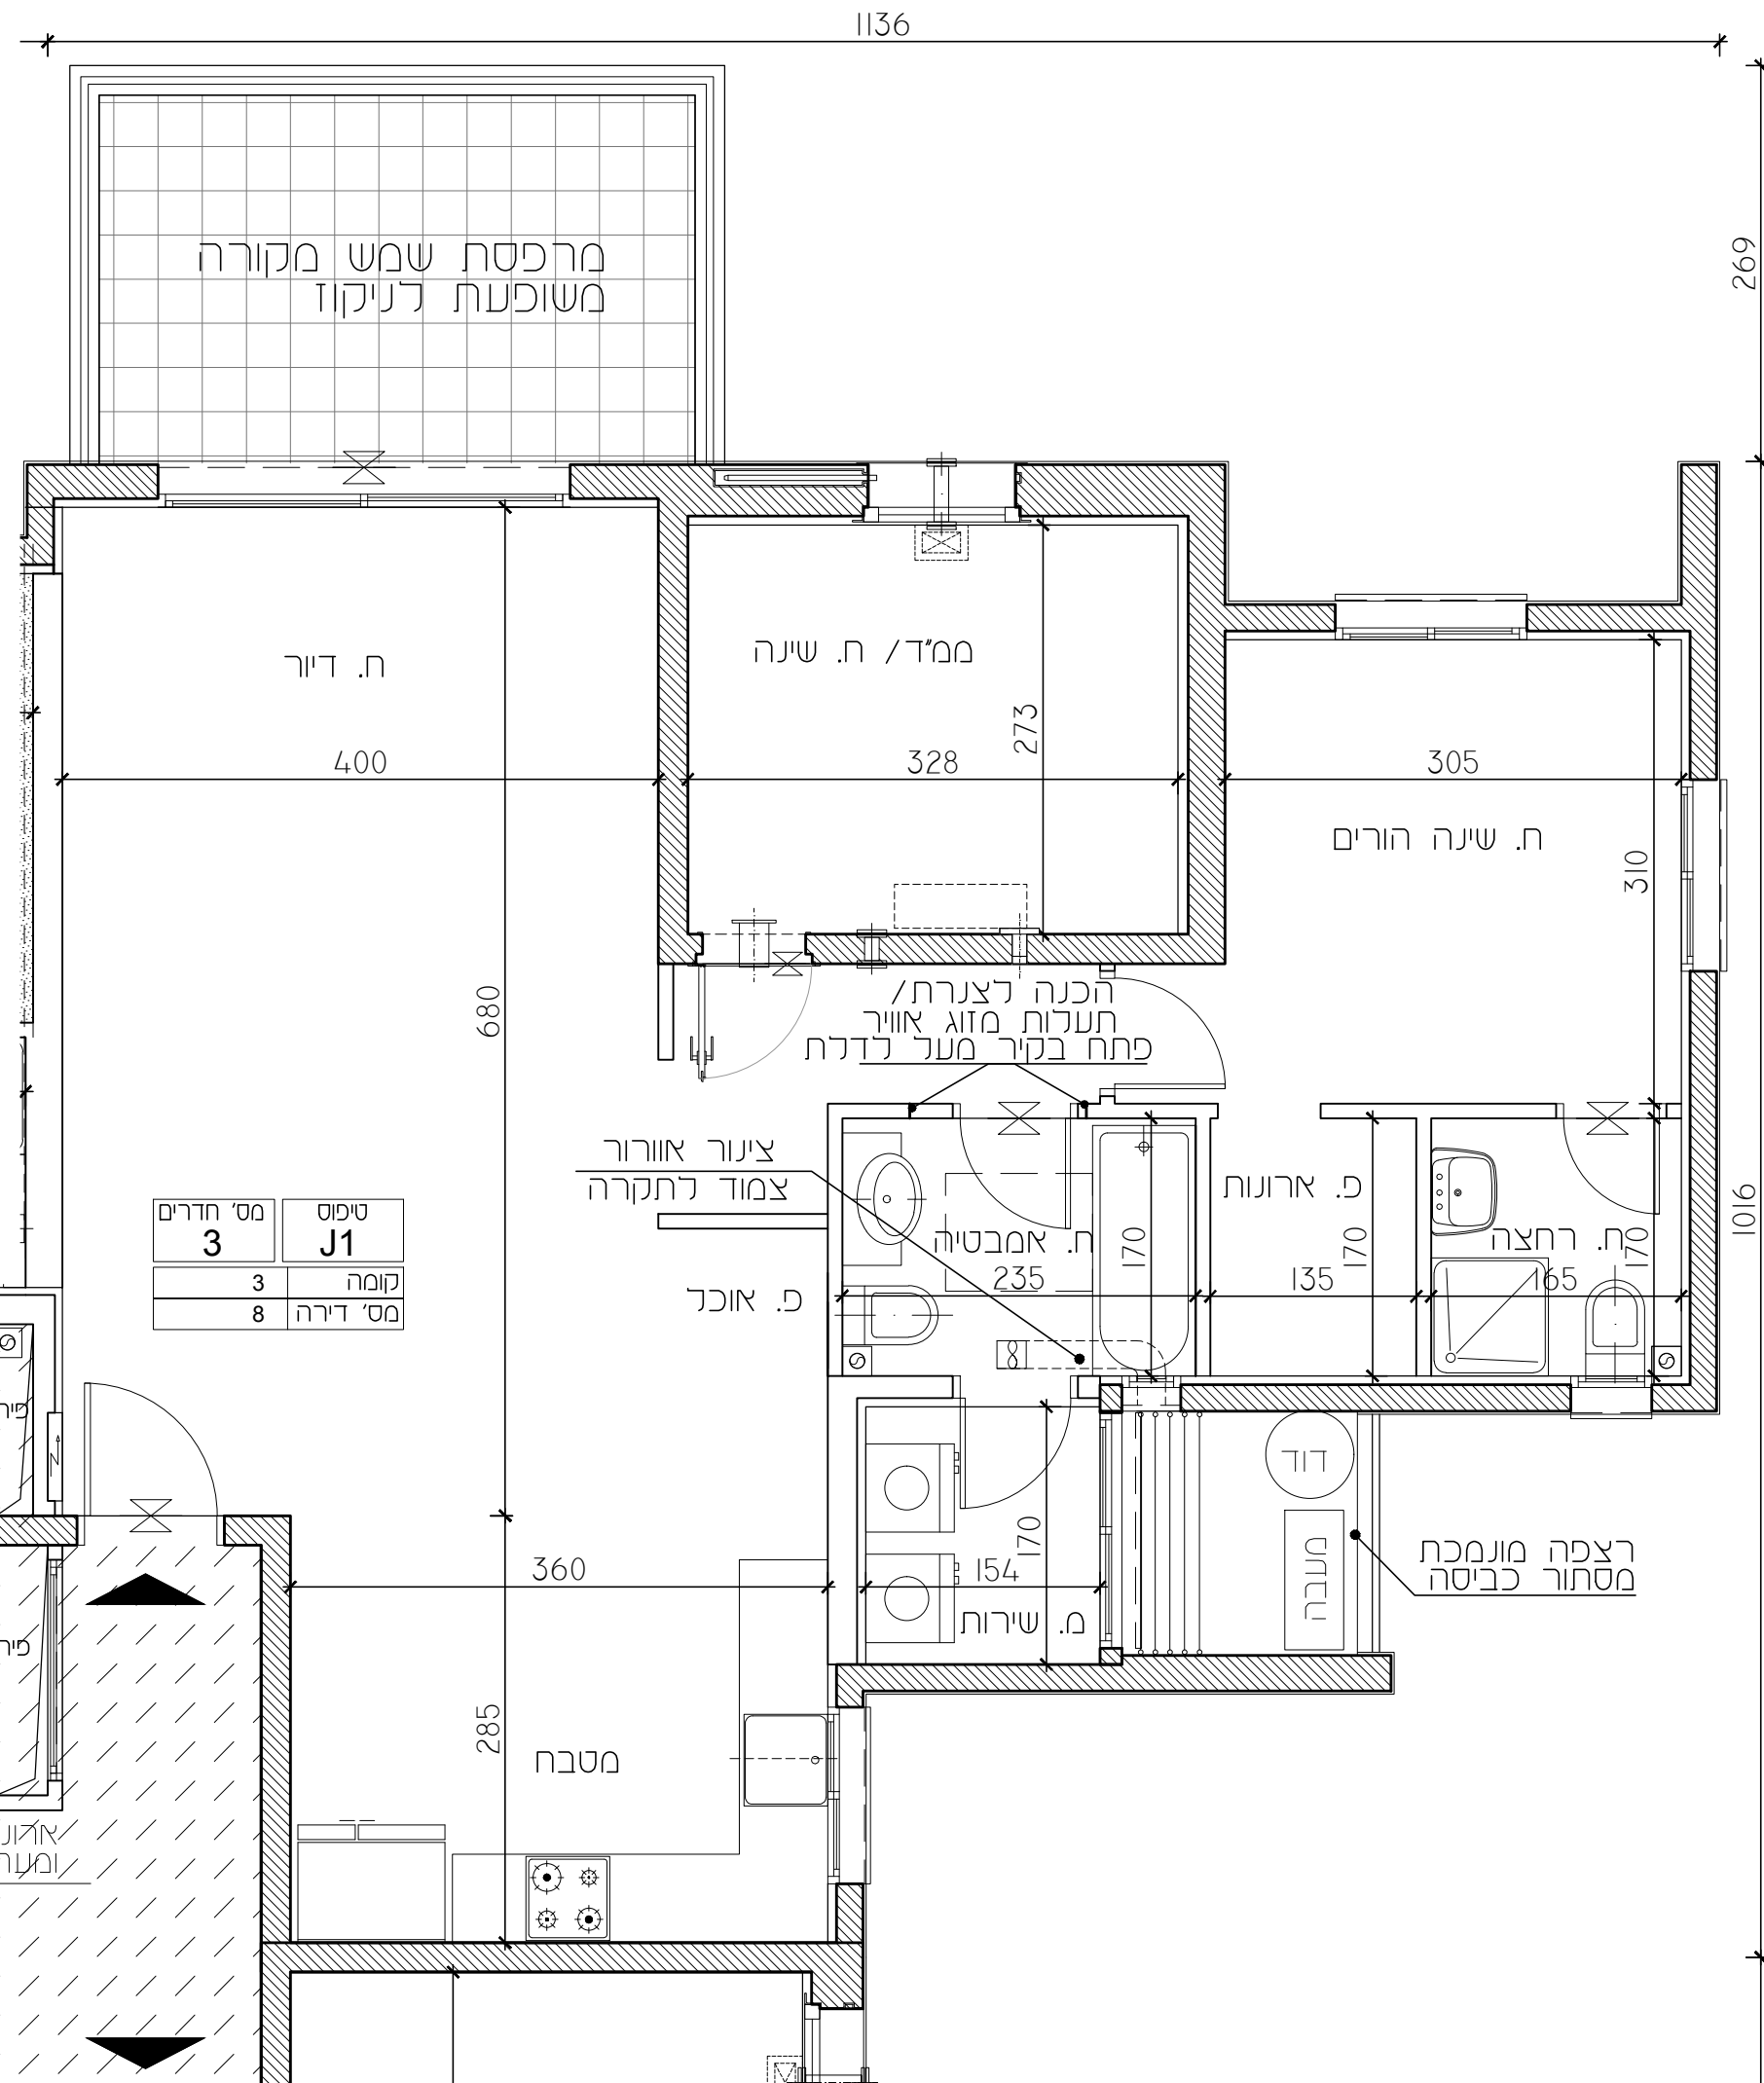 1136
269
מרפסת שמש מקורה
משופעת לניקוז
ח. דיור
ממ"ד/ ח. שינה
273
400
328
305
ח. שינה הורים
310
680
הכנה לצנרת/
תעלות מזוג אוויר
פתח בקיר מעל לדלת
צינור אוורור
צמוד לתקרה
פ. ארונות
1016
מס' חדרים
3
טיפוס
J1
קומה 3
מס' דירה 8
ח. אמבטיה
170
235
פ. אוכל
135
170
ח. רחצה
170
165
פיר
דוד
מעבה
רצפה מונמכת
מסתור כביסה
170
154
מ. שירות
360
285
מטבח